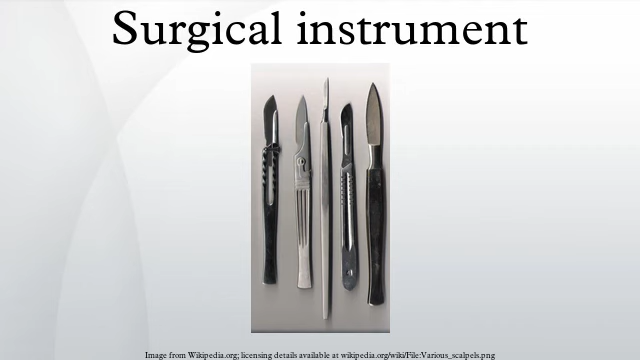 Surgical instrument
Image from Wikipedia.org; licensing details available at wikipedia.org/wiki/File:Various_scalpels.png